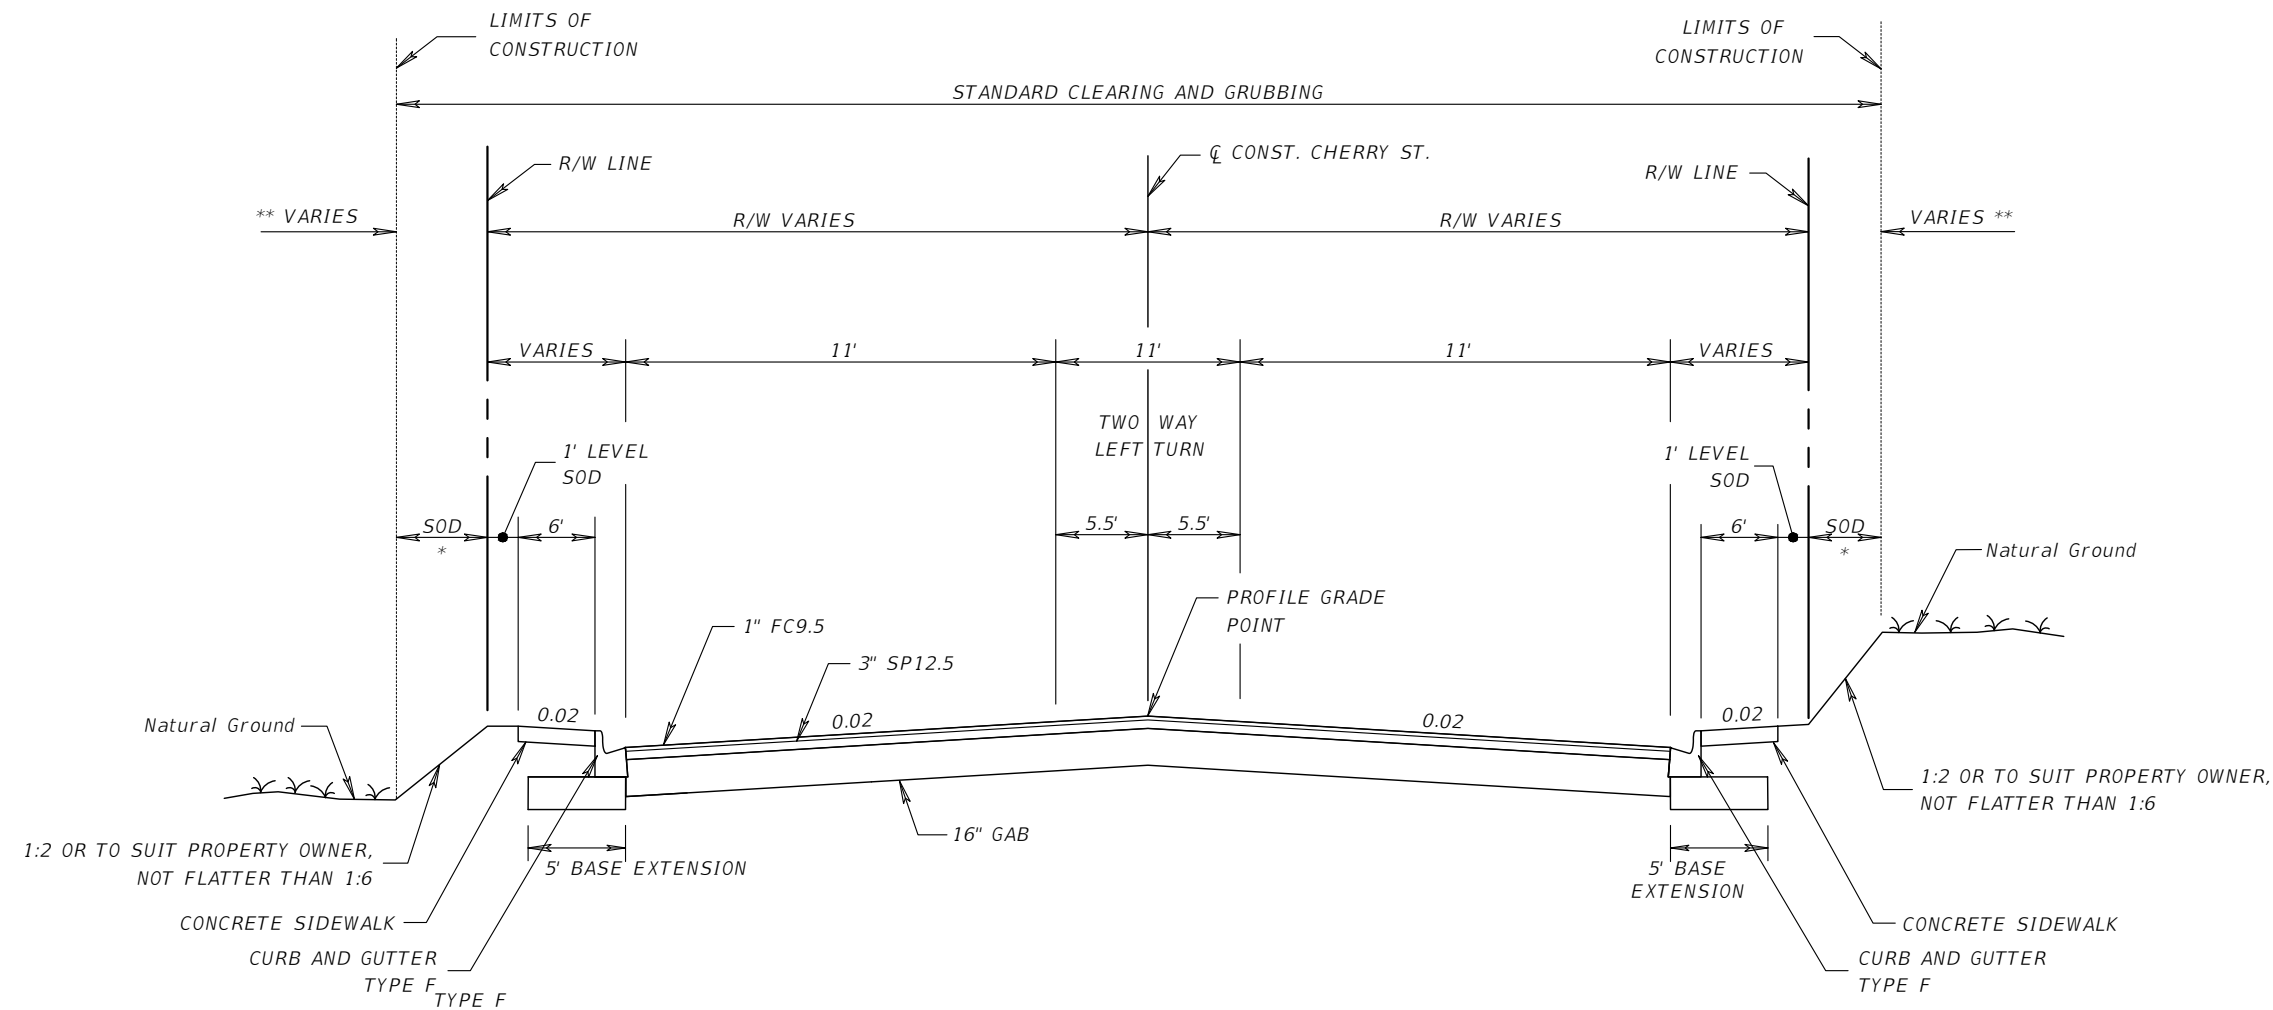 LIMITS OF
CONSTRUCTION
LIMITS OF
CONSTRUCTION
STANDARD CLEARING AND GRUBBING
R/W LINE
℄ CONST. CHERRY ST.
R/W LINE
** VARIES
R/W VARIES
R/W VARIES
VARIES **
VARIES
11'
11'
11'
VARIES
TWO WAY
LEFT TURN
1' LEVEL
SOD
1' LEVEL
SOD
SOD
*
6'
5.5'
5.5'
6'
SOD
*
Natural Ground
PROFILE GRADE
POINT
1" FC9.5
3" SP12.5
Natural Ground
0.02
0.02
0.02
0.02
1:2 OR TO SUIT PROPERTY OWNER,
NOT FLATTER THAN 1:6
16" GAB
1:2 OR TO SUIT PROPERTY OWNER,
NOT FLATTER THAN 1:6
5' BASE EXTENSION
5' BASE
EXTENSION
CONCRETE SIDEWALK
CONCRETE SIDEWALK
CURB AND GUTTER
TYPE F
TYPE F
CURB AND GUTTER
TYPE F